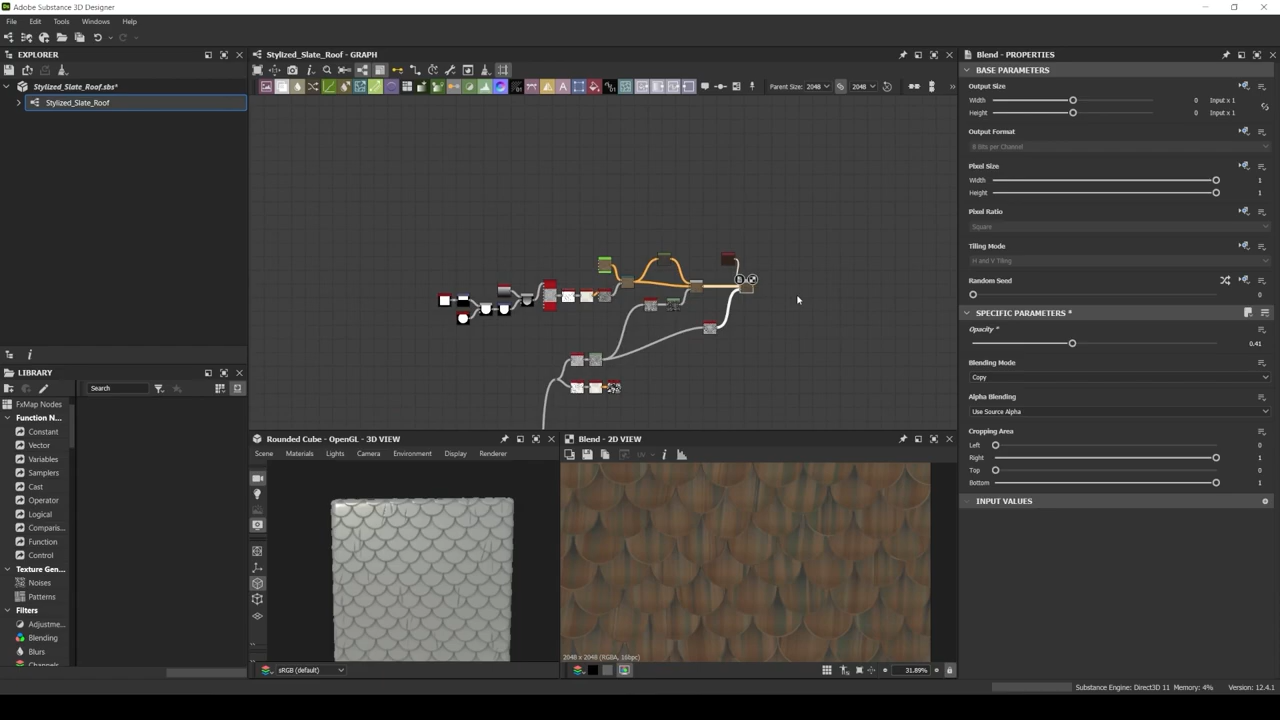 Adobe Substance 3D Designer
File Edit Tools Windows Help
EXPLORER
Stylized_Slate_Roof.sbs*
Stylized_Slate_Roof
Stylized_Slate_Roof - GRAPH
Parent Size: 2048
2048
LIBRARY
Search
FxMap Nodes
Function N...
Constant
Vector
Variables
Samplers
Cast
Operator
Logical
Comparis...
Function
Control
Texture Gen...
Noises
Patterns
Filters
Adjustme...
Blending
Blurs
Channels
Rounded Cube - OpenGL - 3D VIEW
Scene Materials Lights Camera Environment Display Renderer
sRGB (default)
Blend - 2D VIEW
UV
2048 x 2048 (RGBA, 16bpc)
31.89%
Blend - PROPERTIES
BASE PARAMETERS
Output Size
Width 0 Input x 1
Height 0 Input x 1
Output Format
8 Bits per Channel
Pixel Size
Width 1
Height 1
Pixel Ratio
Square
Tiling Mode
H and V Tiling
Random Seed
0
SPECIFIC PARAMETERS *
Opacity *
0.41
Blending Mode
Copy
Alpha Blending
Use Source Alpha
Cropping Area
Left 0
Right 1
Top 0
Bottom 1
INPUT VALUES
Substance Engine: Direct3D 11 Memory: 4% Version: 12.4.1